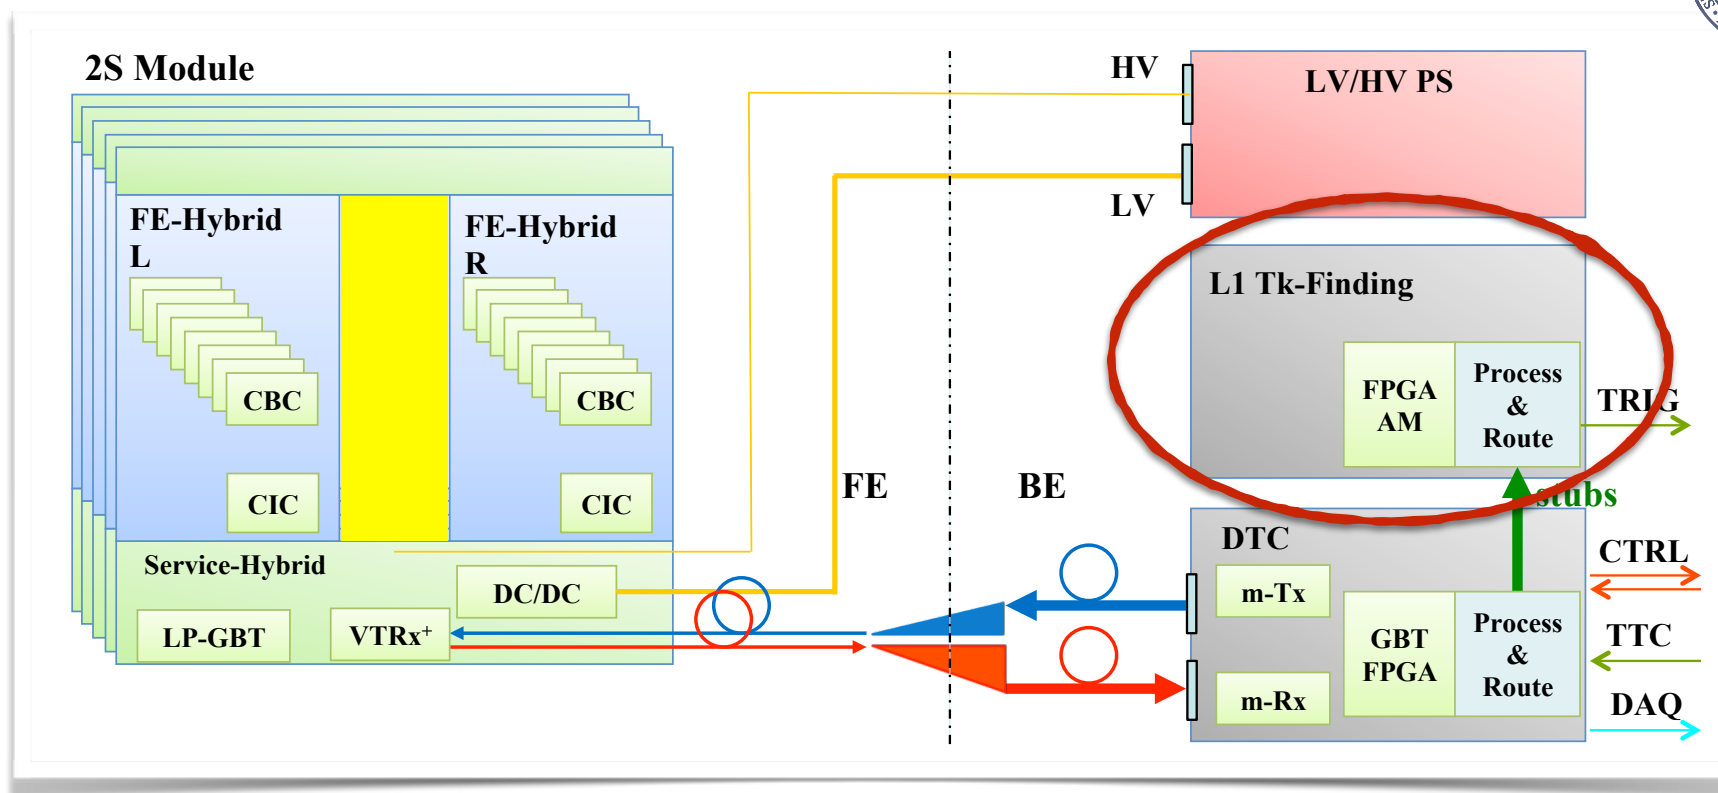 2S Module
HV
LV/HV PS
LV
FE-Hybrid
L
FE-Hybrid
R
L1 Tk-Finding
CBC
CBC
FPGA
AM
Process
&
Route
TRIG
CIC
CIC
FE
BE
stubs
Service-Hybrid
DC/DC
LP-GBT
VTRx+
DTC
m-Tx
m-Rx
GBT
FPGA
Process
&
Route
CTRL
TTC
DAQ